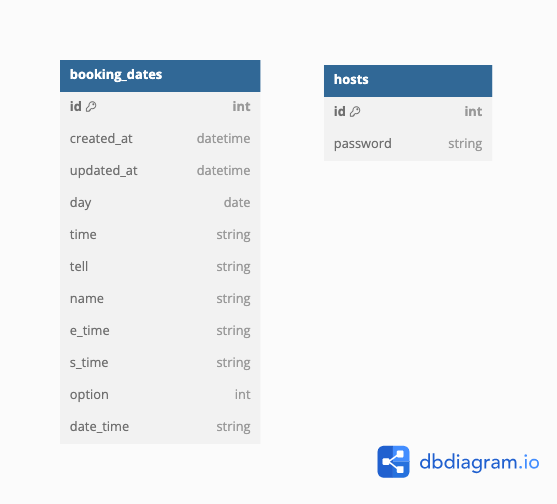 booking_dates
id int
created_at datetime
updated_at datetime
day date
time string
tell string
name string
e_time string
s_time string
option int
date_time string
hosts
id int
password string
dbdiagram.io